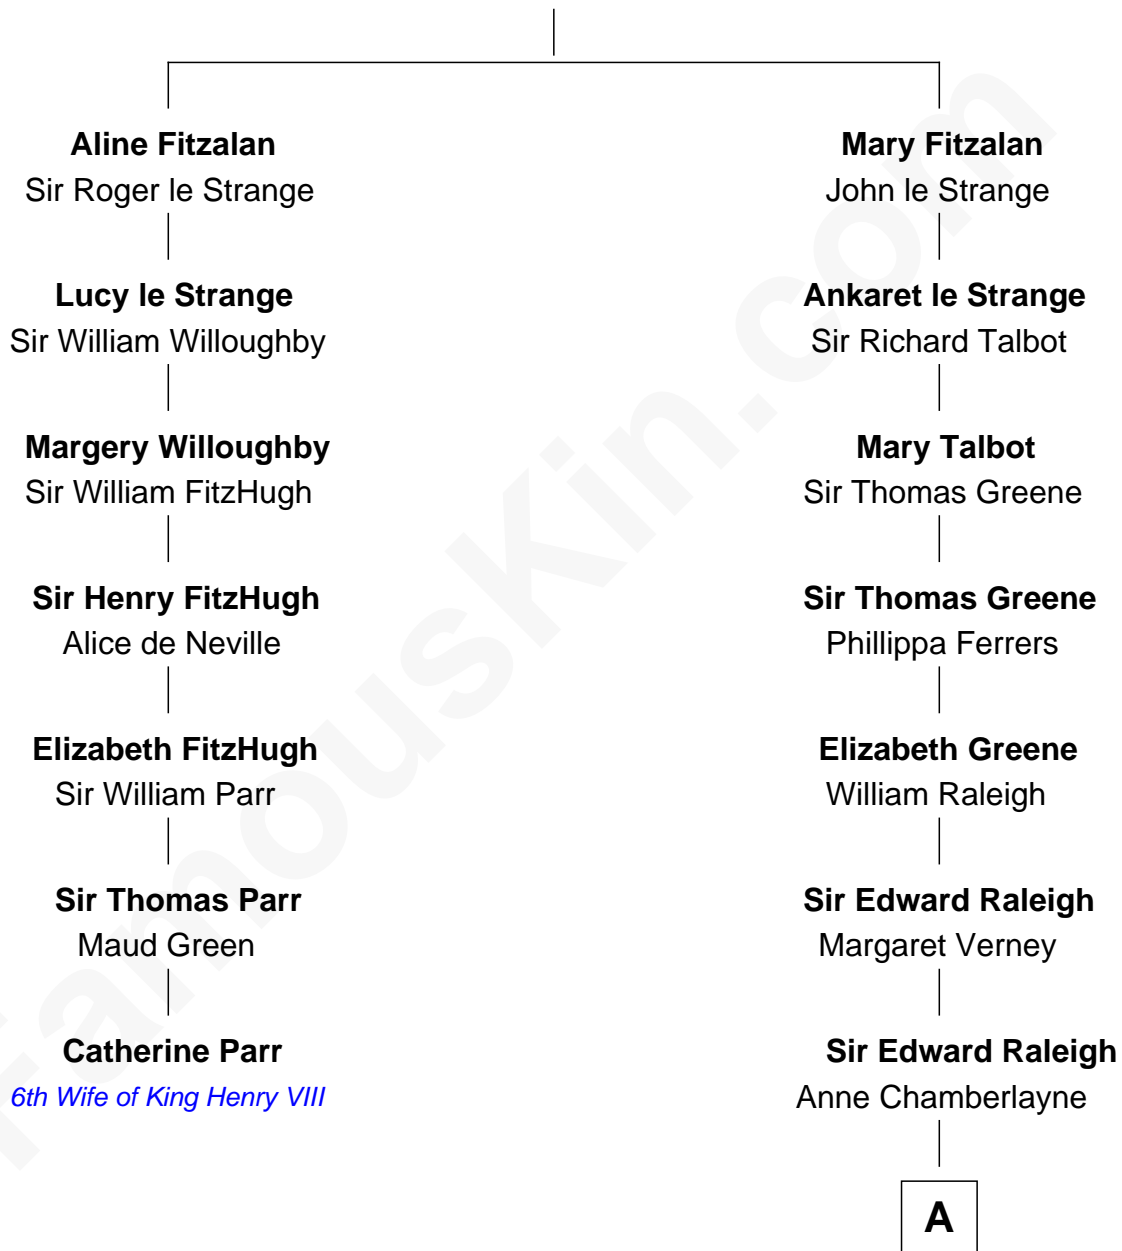 Aline Fitzalan
Sir Roger le Strange
Mary Fitzalan
John le Strange
Lucy le Strange
Sir William Willoughby
Ankaret le Strange
Sir Richard Talbot
Margery Willoughby
Sir William FitzHugh
Mary Talbot
Sir Thomas Greene
Sir Henry FitzHugh
Alice de Neville
Sir Thomas Greene
Phillippa Ferrers
Elizabeth FitzHugh
Sir William Parr
Elizabeth Greene
William Raleigh
Sir Thomas Parr
Maud Green
Sir Edward Raleigh
Margaret Verney
Catherine Parr
6th Wife of King Henry VIII
Sir Edward Raleigh
Anne Chamberlayne
A
FamousKin.com